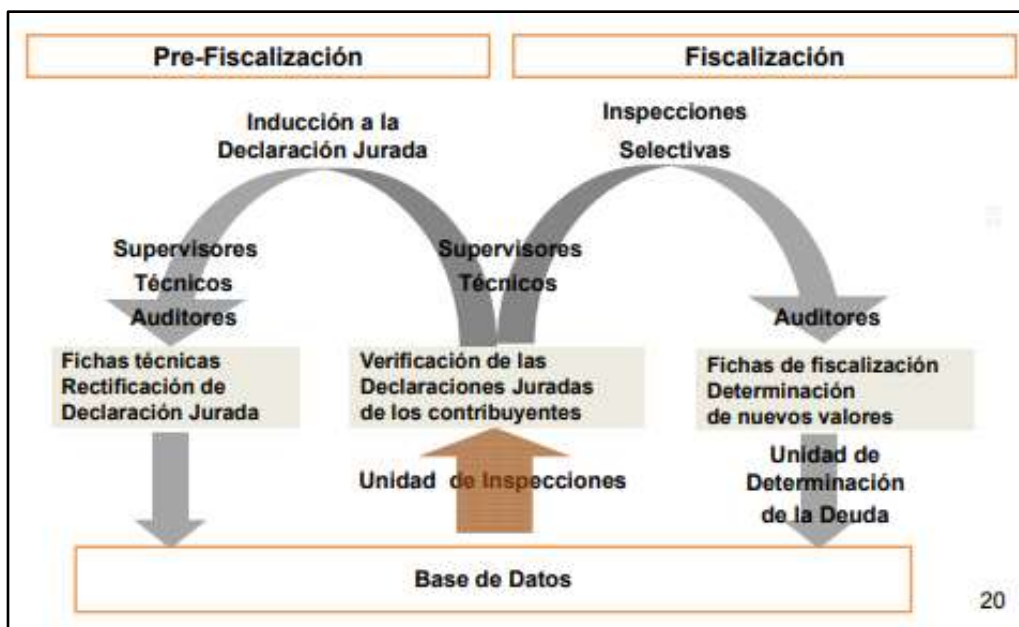 Pre-Fiscalización
Fiscalización
Inducción a la
Declaración Jurada
Inspecciones
Selectivas
Supervisores
Técnicos
Auditores
Supervisores
Técnicos
Auditores
Fichas técnicas
Rectificación de
Declaración Jurada
Verificación de las
Declaraciones Juradas
de los contribuyentes
Fichas de fiscalización
Determinación
de nuevos valores
Unidad de Inspecciones
Unidad de
Determinación
de la Deuda
Base de Datos
20